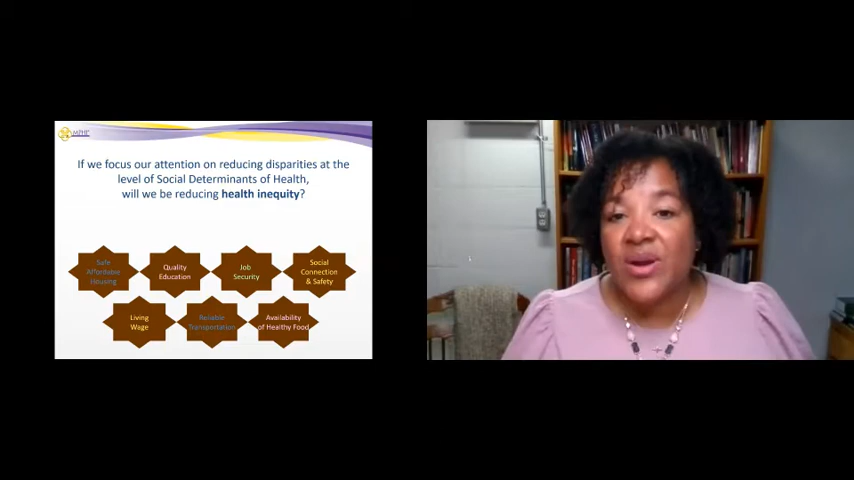 MPHI
If we focus our attention on reducing disparities at the
level of Social Determinants of Health,
will we be reducing health inequity?
Safe
Affordable
Housing
Quality
Education
Job
Security
Social
Connection
& Safety
Living
Wage
Reliable
Transportation
Availability
of Healthy Food